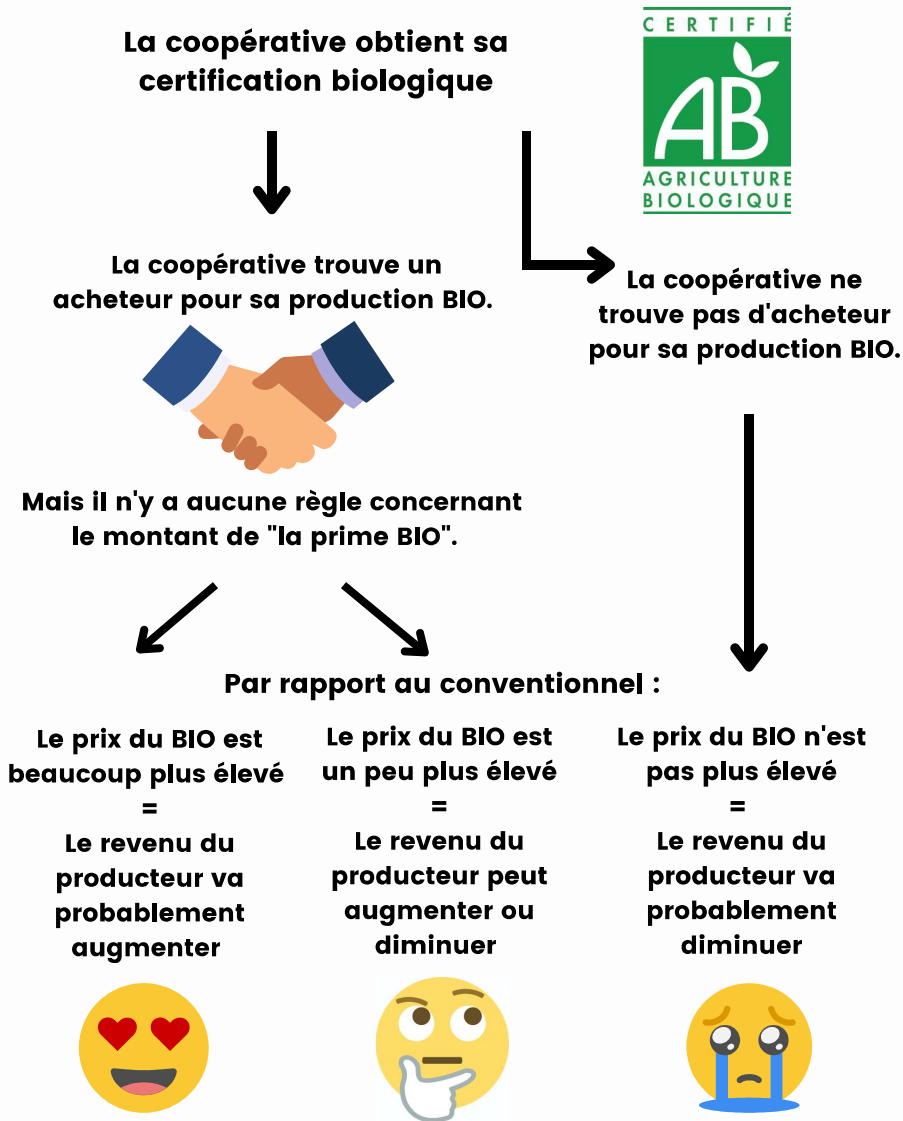 La coopérative obtient sa
certification biologique
CERTIFIÉ
AB
AGRICULTURE
BIOLOGIQUE
La coopérative trouve un
acheteur pour sa production BIO.
La coopérative ne
trouve pas d'acheteur
pour sa production BIO.
Mais il n'y a aucune règle concernant
le montant de "la prime BIO".
Par rapport au conventionnel :
Le prix du BIO est
beaucoup plus élevé
=
Le revenu du
producteur va
probablement
augmenter
Le prix du BIO est
un peu plus élevé
=
Le revenu du
producteur peut
augmenter ou
diminuer
Le prix du BIO n'est
pas plus élevé
=
Le revenu du
producteur va
probablement
diminuer